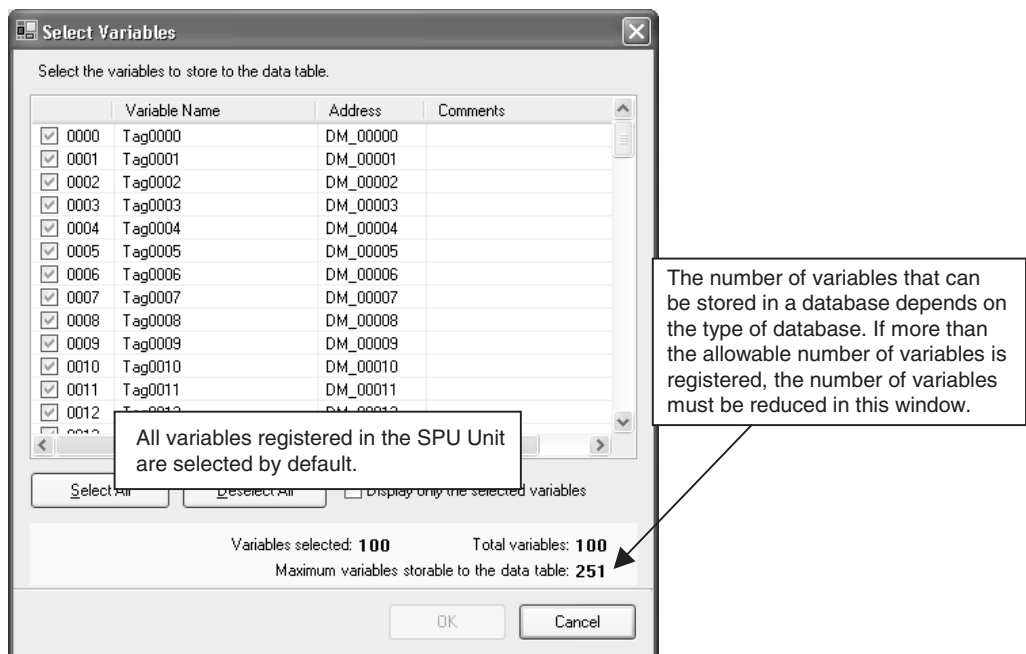 Select Variables
Select the variables to store to the data table.
Variable Name Address Comments
0000 Tag0000 DM_00000
0001 Tag0001 DM_00001
0002 Tag0002 DM_00002
0003 Tag0003 DM_00003
0004 Tag0004 DM_00004
0005 Tag0005 DM_00005
0006 Tag0006 DM_00006
0007 Tag0007 DM_00007
0008 Tag0008 DM_00008
0009 Tag0009 DM_00009
0010 Tag0010 DM_00010
0011 Tag0011 DM_00011
0012
All variables registered in the SPU Unit
are selected by default.
Select All Deselect All Display only the selected variables
Variables selected: 100 Total variables: 100
Maximum variables storable to the data table: 251
OK Cancel
The number of variables that can
be stored in a database depends on
the type of database. If more than
the allowable number of variables is
registered, the number of variables
must be reduced in this window.